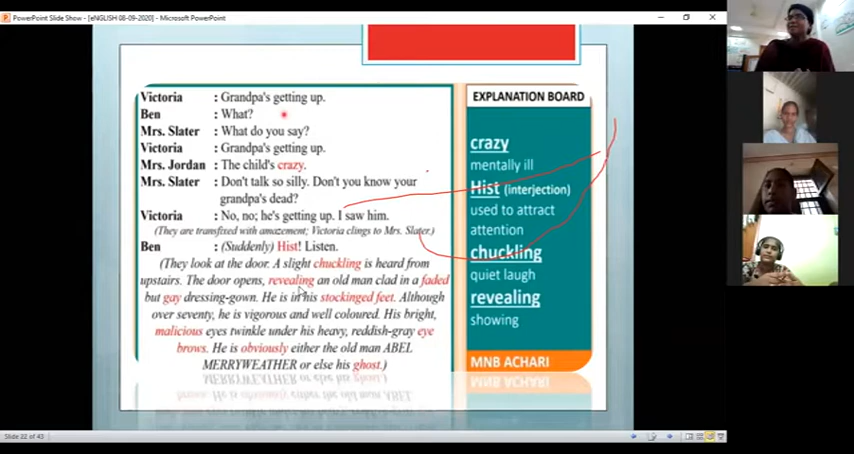 PowerPoint Slide Show - [eNGLISH 08-09-2020] - Microsoft PowerPoint
Victoria : Grandpa's getting up.
Ben : What?
Mrs. Slater : What do you say?
Victoria : Grandpa's getting up.
Mrs. Jordan : The child's crazy.
Mrs. Slater : Don't talk so silly. Don't you know your
grandpa's dead?
Victoria : No, no; he's getting up. I saw him.
(They are transfixed with amazement; Victoria clings to Mrs. Slater.)
Ben : (Suddenly) Hist! Listen.
(They look at the door. A slight chuckling is heard from
upstairs. The door opens, revealing an old man clad in a faded
but gay dressing-gown. He is in his stockinged feet. Although
over seventy, he is vigorous and well coloured. His bright,
malicious eyes twinkle under his heavy, reddish-gray eye
brows. He is obviously either the old man ABEL
MERRYWEATHER or else his ghost.)
EXPLANATION BOARD
crazy
mentally ill
Hist (interjection)
used to attract
attention
chuckling
quiet laugh
revealing
showing
MNB ACHARI
Slide 22 of 43